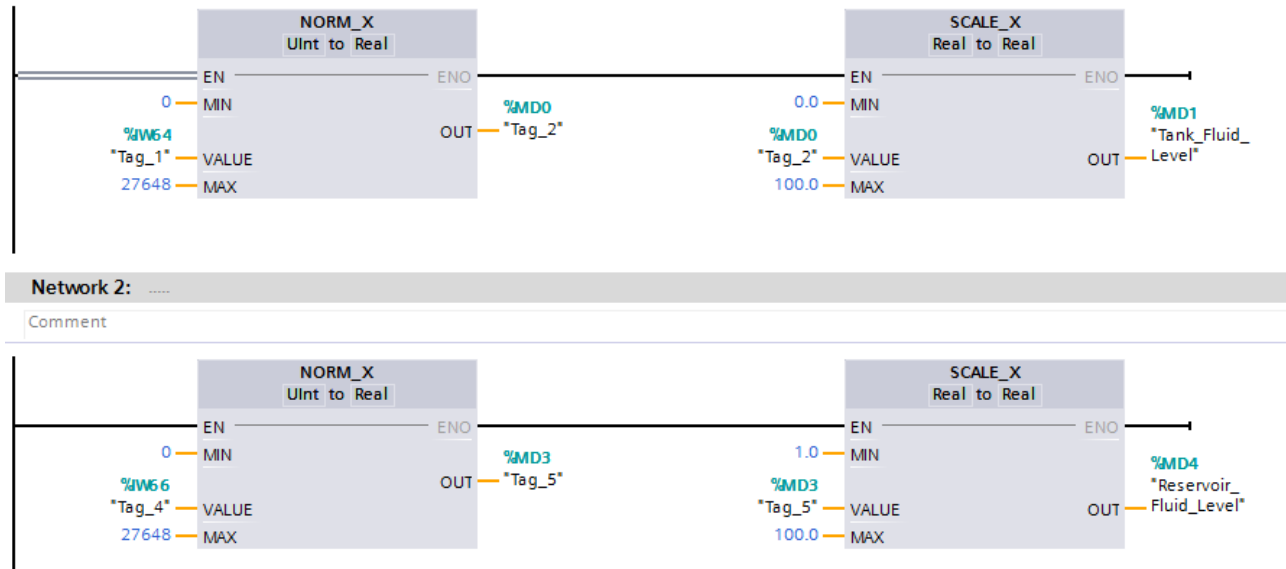 NORM_X SCALE_X
UInt to Real Real to Real
EN ENO EN ENO
0 MIN %MD0 0.0 MIN %MD1
%IW64 OUT "Tag_2" %MD0 "Tank_Fluid_
"Tag_1" VALUE "Tag_2" VALUE OUT Level"
27648 MAX 100.0 MAX
Network 2: .....
Comment
NORM_X SCALE_X
UInt to Real Real to Real
EN ENO EN ENO
0 MIN %MD3 1.0 MIN %MD4
%IW66 OUT "Tag_5" %MD3 "Reservoir_
"Tag_4" VALUE "Tag_5" VALUE OUT Fluid_Level"
27648 MAX 100.0 MAX